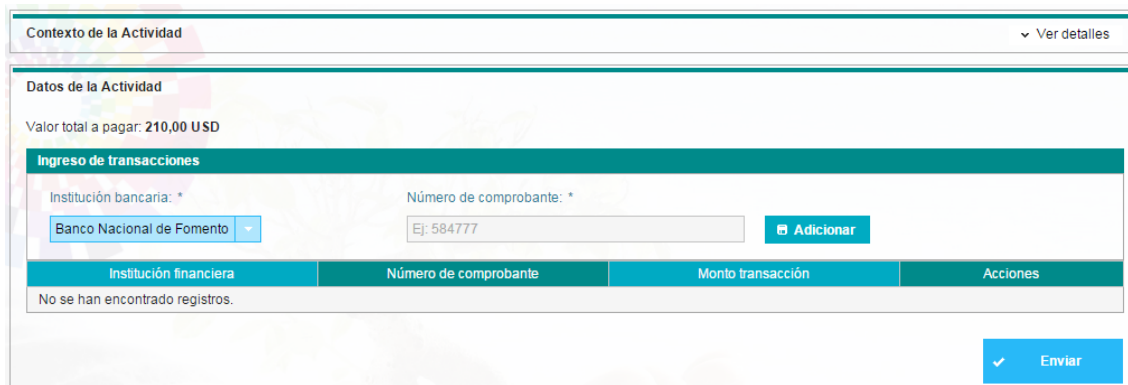 Contexto de la Actividad Ver detalles
Datos de la Actividad
Valor total a pagar: 210,00 USD
Ingreso de transacciones
Institución bancaria: * Número de comprobante: *
Banco Nacional de Fomento Ej: 584777 Adicionar
Institución financiera Número de comprobante Monto transacción Acciones
No se han encontrado registros.
Enviar